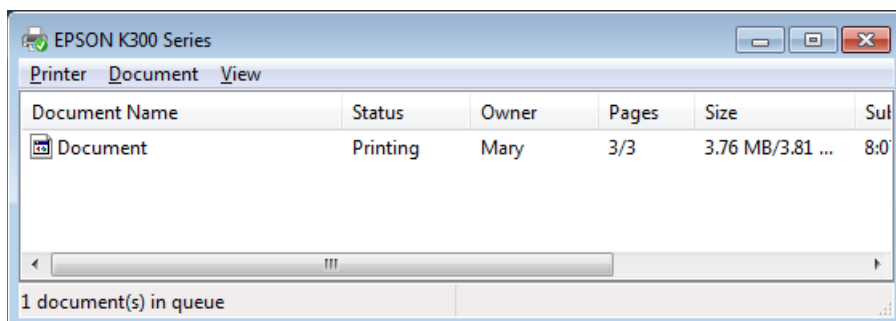 EPSON K300 Series
Printer Document View
Document Name Status Owner Pages Size
Document Printing Mary 3/3 3.76 MB/3.81 ...
1 document(s) in queue